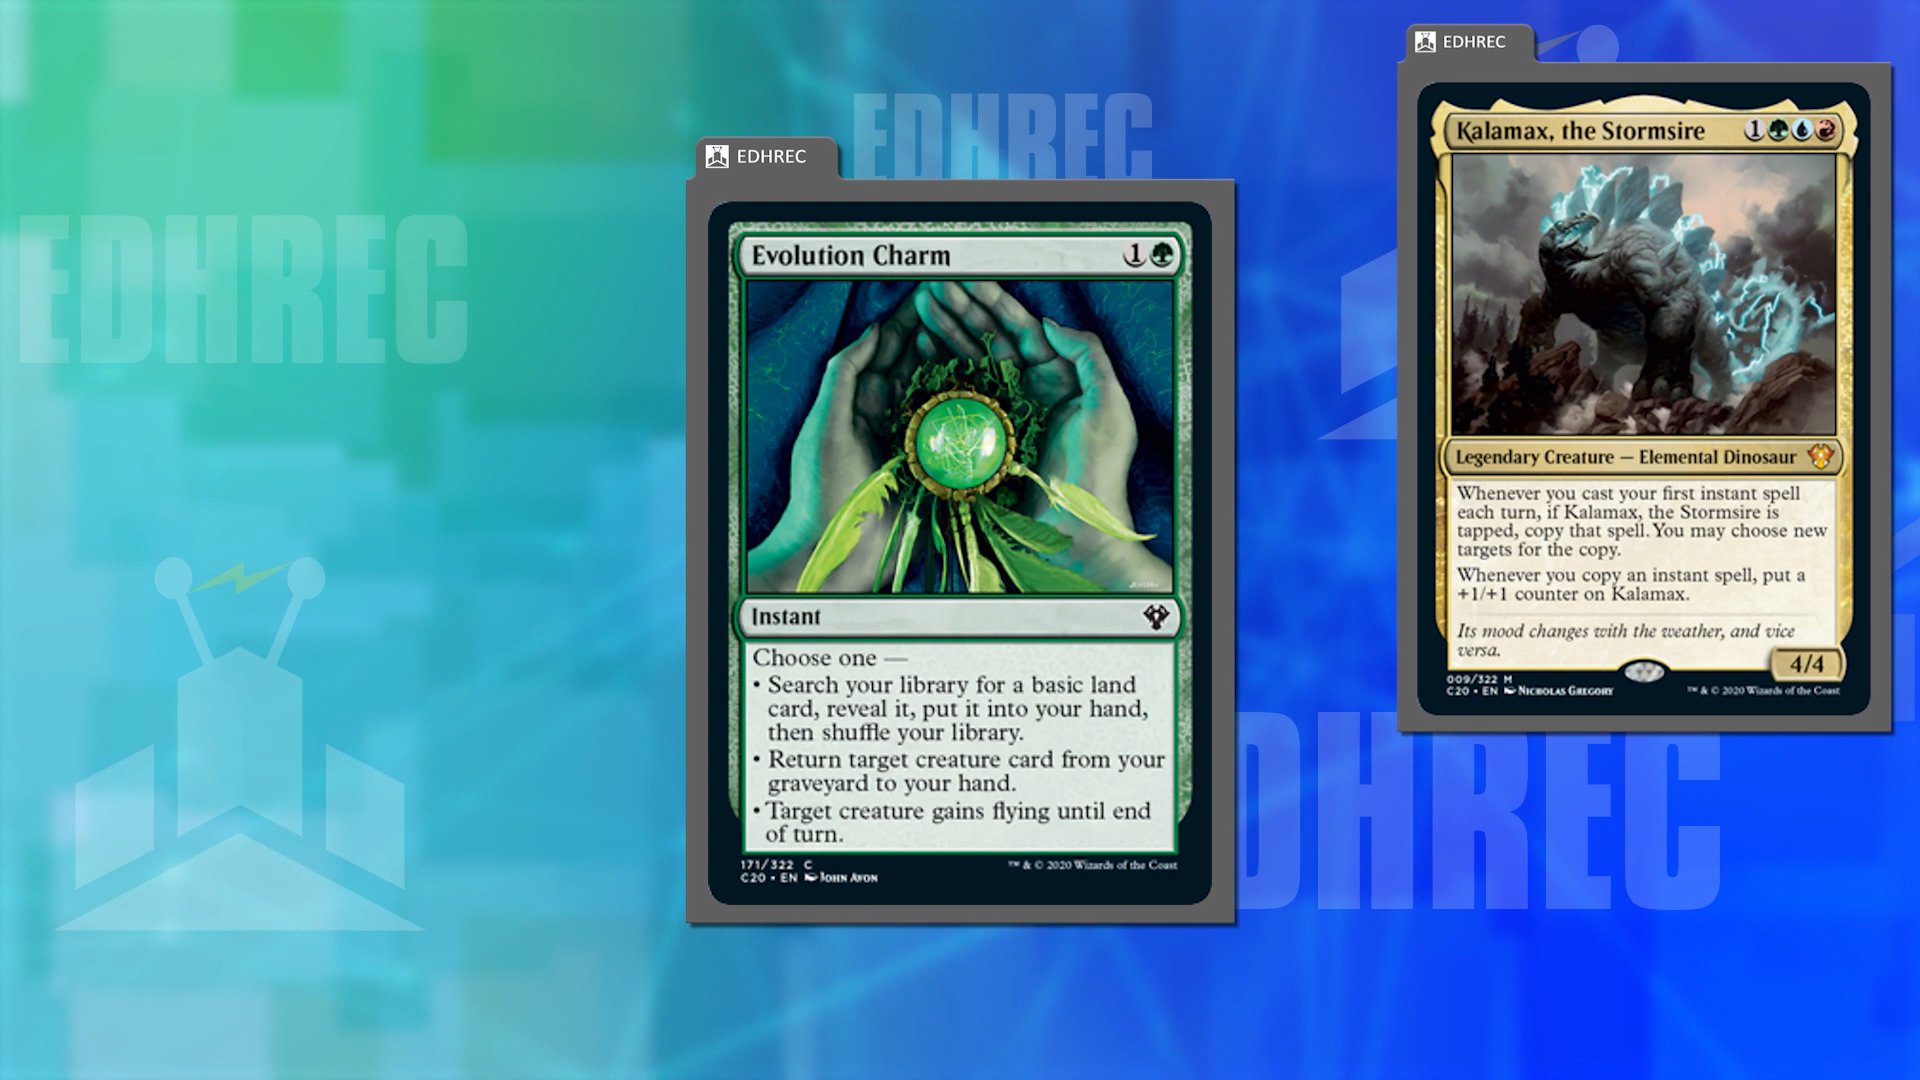 EDHREC
EDHREC
EDHREC
EDHREC
Evolution Charm 1
Instant
Choose one —
• Search your library for a basic land
card, reveal it, put it into your hand,
then shuffle your library.
• Return target creature card from your
graveyard to your hand.
• Target creature gains flying until end
of turn.
171/322 C
C20 • EN John Avon
™ & © 2020 Wizards of the Coast
Kalamax, the Stormsire 1
Legendary Creature — Elemental Dinosaur
Whenever you cast your first instant spell
each turn, if Kalamax, the Stormsire is
tapped, copy that spell. You may choose new
targets for the copy.
Whenever you copy an instant spell, put a
+1/+1 counter on Kalamax.
Its mood changes with the weather, and vice
versa.
4/4
009/322 M
C20 • EN Nicholas Gregory
™ & © 2020 Wizards of the Coast
DHREC